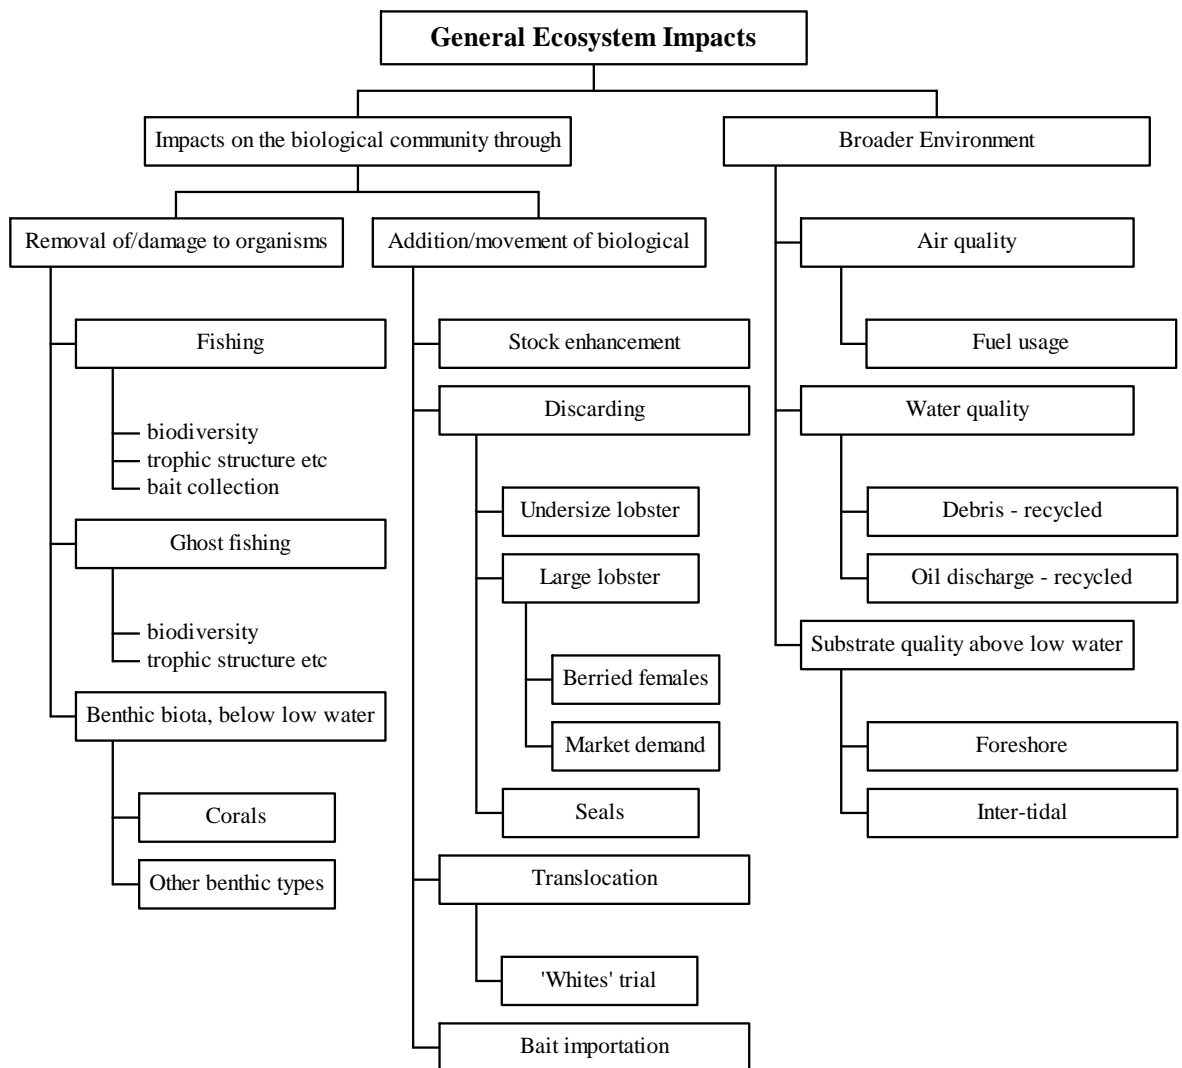 General Ecosystem Impacts
Impacts on the biological community through
Broader Environment
Removal of/damage to organisms
Addition/movement of biological
Air quality
Fishing
Stock enhancement
Fuel usage
Discarding
Water quality
biodiversity
trophic structure etc
bait collection
Undersize lobster
Debris - recycled
Ghost fishing
Large lobster
Oil discharge - recycled
biodiversity
trophic structure etc
Substrate quality above low water
Berried females
Benthic biota, below low water
Market demand
Foreshore
Corals
Seals
Inter-tidal
Other benthic types
Translocation
'Whites' trial
Bait importation